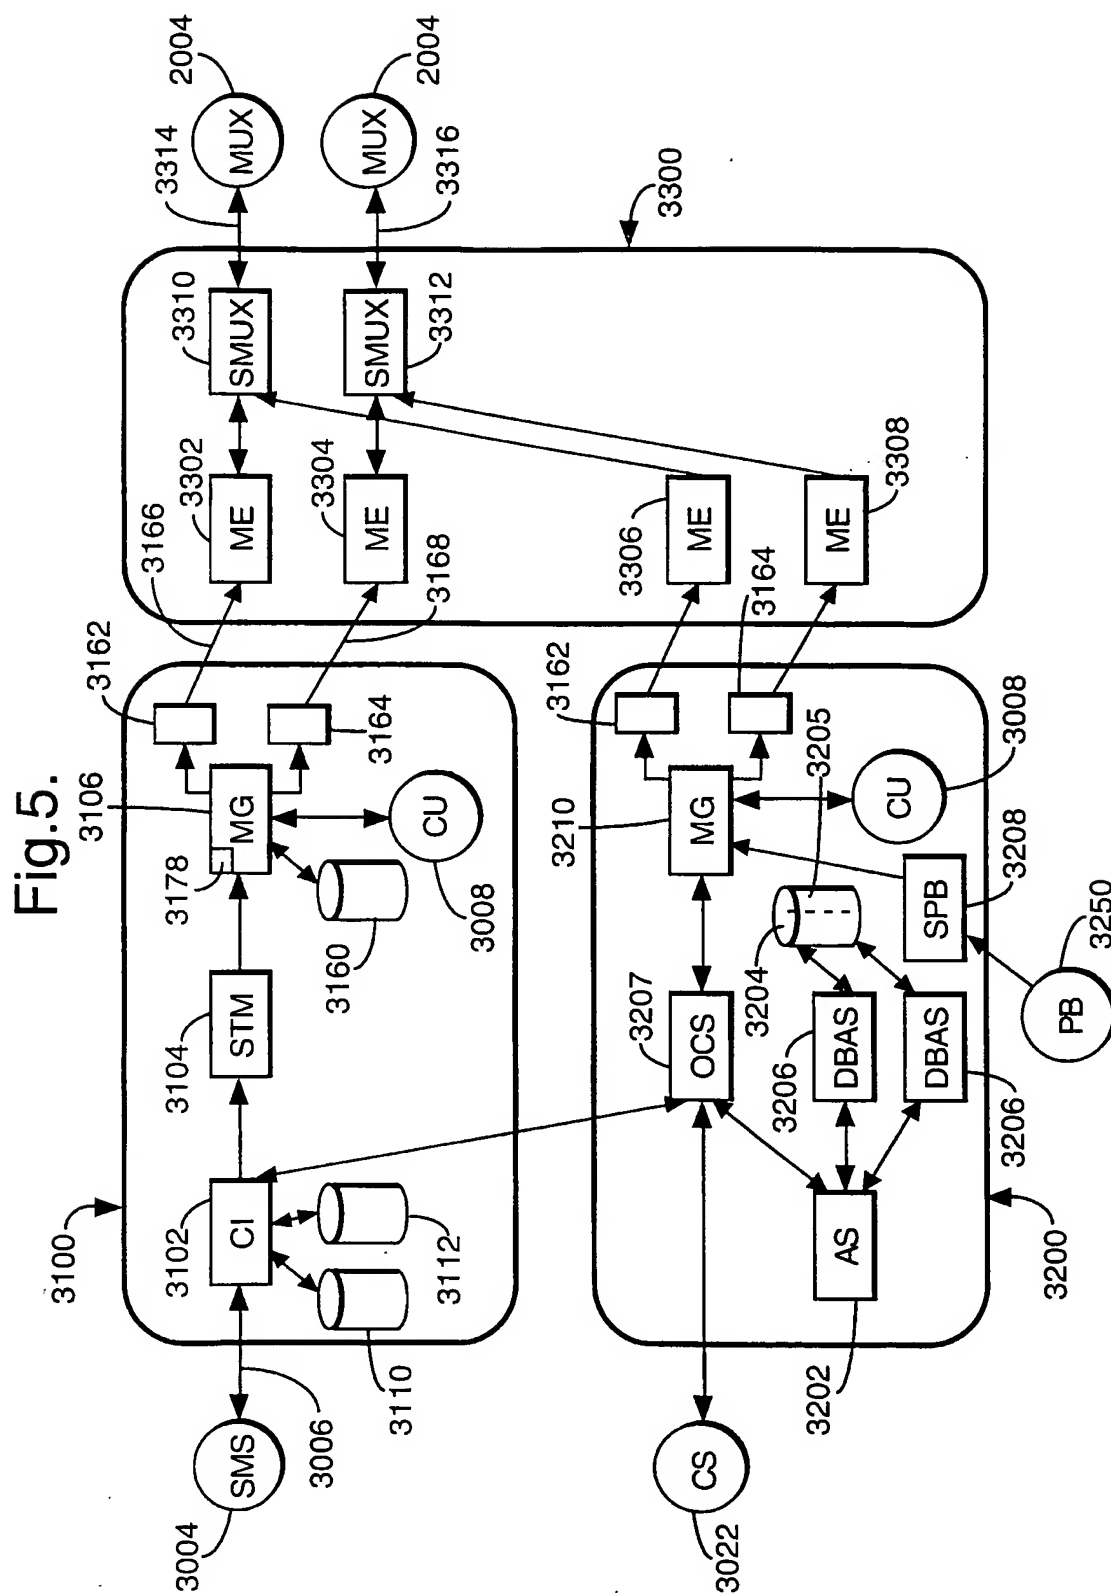 Fig.5.
3100
3102
3104
3106
3178
3162
3166
3302
3310
3314
2004
SMS
CI
STM
MG
ME
SMUX
MUX
3004
3006
3110
3112
3160
3008
CU
3164
3168
3304
ME
3312
SMUX
3316
2004
MUX
3300
3022
CS
3207
OCS
3210
MG
3162
3306
ME
3164
3308
ME
3202
AS
3206
DBAS
3204
3205
CU
3008
3206
DBAS
SPB
3208
3200
PB
3250